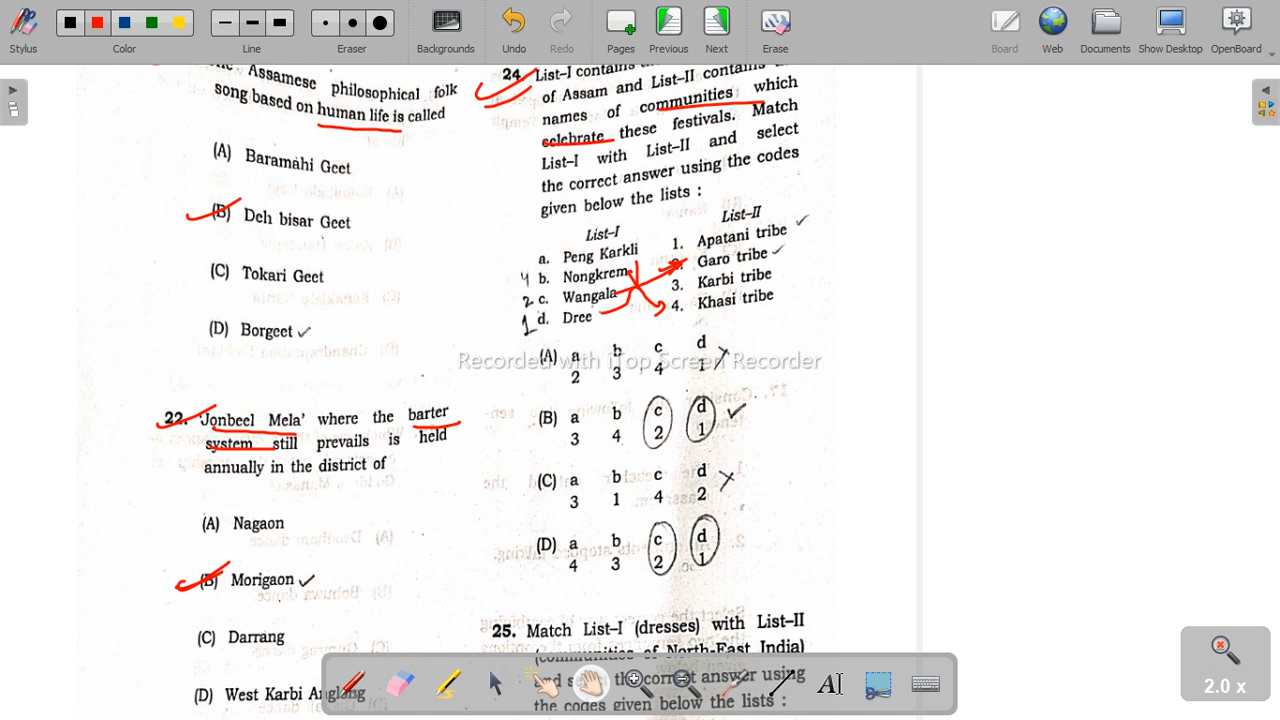 Stylus
Color
Line
Eraser
Backgrounds
Undo
Redo
Pages
Previous
Next
Erase
Board
Web
Documents
Show Desktop
OpenBoard
Assamese philosophical folk
song based on human life is called
(A) Baramahi Geet
(B) Deh bisar Geet
(C) Tokari Geet
(D) Borgeet
22. 'Jonbeel Mela' where the barter
system still prevails is held
annually in the district of
(A) Nagaon
(B) Morigaon
(C) Darrang
(D) West Karbi Anglong
24 List-I contains
of Assam and List-II contains
names of communities which
celebrate these festivals. Match
List-I with List-II and select
the correct answer using the codes
given below the lists :
List-I List-II
a. Peng Karkli 1. Apatani tribe
4 b. Nongkrem Garo tribe
2 c. Wangala 3. Karbi tribe
1 d. Dree 4. Khasi tribe
(A) a b c d
2 3 4 1
(B) a b c d
3 4 2 1
(C) a b c d
3 1 4 2
(D) a b c d
4 3 2 1
Recorded with iTop Screen Recorder
25. Match List-I (dresses) with List-II
(communities of North-East India)
and the correct answer using
the codes given below the lists :
2.0 x